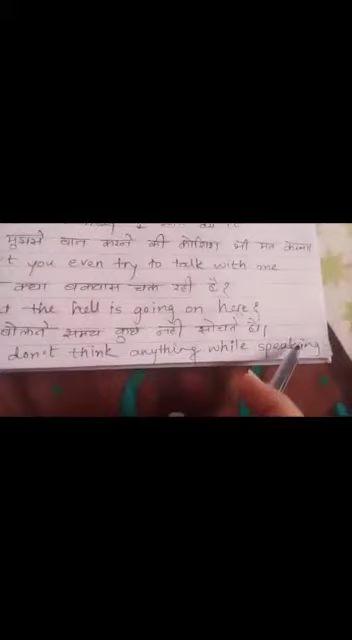 मुझसे बात करने की कोशिश भी मत करना
't you even try to talk with me
क्या बकवास चल रही है?
t the hell is going on here?
बोलते समय कुछ नहीं सोचते हो।
donot think anything while speaking